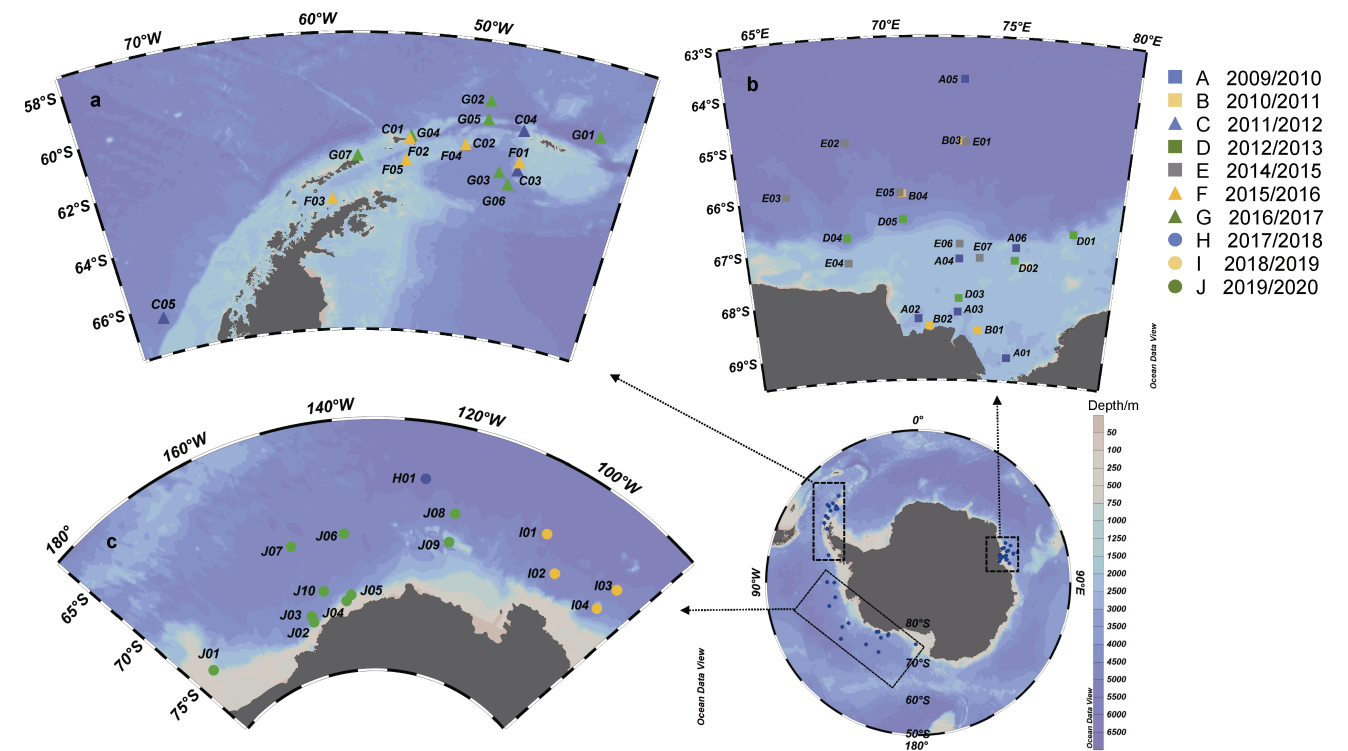 60°W
50°W
70°W
58°S
60°S
62°S
64°S
66°S
a
G02
G05
C04
G01
C01
G04
C02
F02
F04
F01
G07
F05
G03
C03
G06
F03
C05
65°E
70°E
75°E
80°E
63°S
64°S
65°S
66°S
67°S
68°S
69°S
b
A05
E02
B03
E01
E03
E05
B04
D05
D04
E06
A06
D01
E04
A04
E07
D02
D03
A02
B02
A03
B01
A01
Ocean Data View
A 2009/2010
B 2010/2011
C 2011/2012
D 2012/2013
E 2014/2015
F 2015/2016
G 2016/2017
H 2017/2018
I 2018/2019
J 2019/2020
140°W
120°W
160°W
100°W
180°
65°S
70°S
75°S
c
H01
J08
J06
J07
J09
I01
I02
I03
I04
J10
J05
J03
J04
J02
J01
Ocean Data View
0°
90°W
90°E
80°S
70°S
60°S
50°S
180°
Ocean Data View
Depth/m
50
100
250
500
750
1000
1250
1500
2000
2500
3000
3500
4000
4500
5000
5500
6000
6500